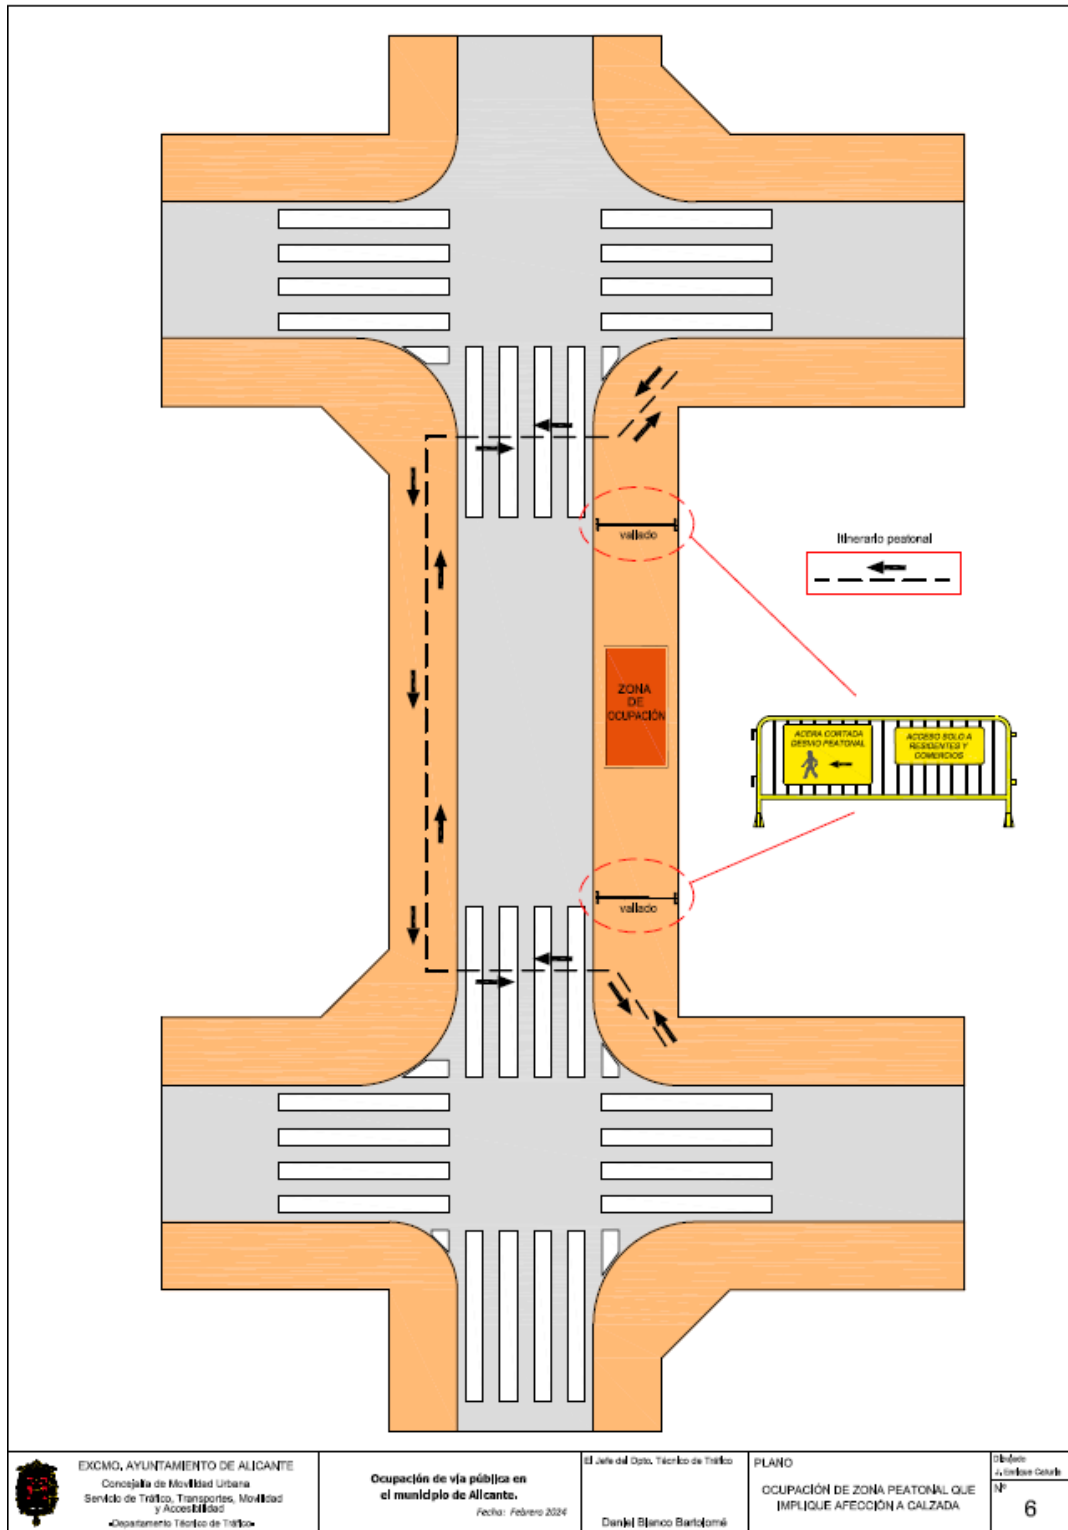 Itinerario peatonal
vallado
ZONA
DE
OCUPACIÓN
ACERA CORTADA
DESVIO PEATONAL
ACCESO SOLO A
RESIDENTES Y
COMERCIOS
vallado
EXCMO. AYUNTAMIENTO DE ALICANTE
Concejalía de Movilidad Urbana
Servicio de Tráfico, Transportes, Movilidad
y Accesibilidad
-Departamento Técnico de Tráfico-
Ocupación de vía pública en
el municipio de Alicante.
Fecha: Febrero 2024
El Jefe del Dpto. Técnico de Tráfico
Daniel Blanco Bartolomé
PLANO
OCUPACIÓN DE ZONA PEATONAL QUE
IMPLIQUE AFECCIÓN A CALZADA
Dibujado
J. Enrique
Nº
6